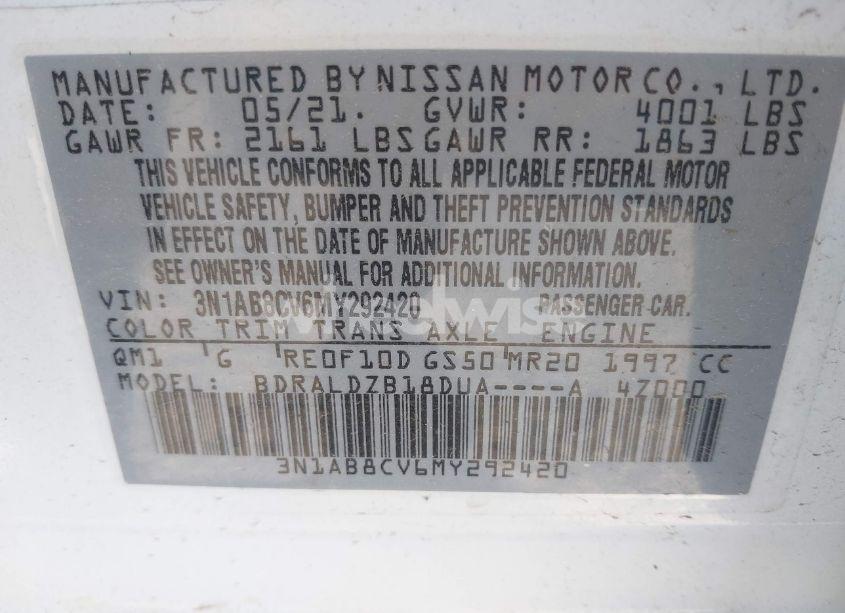 MANUFACTURED BY NISSAN MOTOR CO., LTD.
DATE: 05/21. GVWR: 4001 LBS
GAWR FR: 2161 LBS GAWR RR: 1863 LBS
THIS VEHICLE CONFORMS TO ALL APPLICABLE FEDERAL MOTOR
VEHICLE SAFETY, BUMPER AND THEFT PREVENTION STANDARDS
IN EFFECT ON THE DATE OF MANUFACTURE SHOWN ABOVE.
SEE OWNER'S MANUAL FOR ADDITIONAL INFORMATION.
VIN: 3N1AB8CV6MY292420 PASSENGER CAR.
COLOR TRIM TRANS AXLE ENGINE
QM1 G RE0F10D GS50 MR20 1997 CC
MODEL: BDRALDZB18DUA----A 4Z000
3N1AB8CV6MY292420